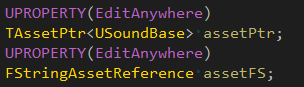 UPROPERTY(EditAnywhere)
TAssetPtr<USoundBase> assetPtr;
UPROPERTY(EditAnywhere)
FStringAssetReference assetFS;